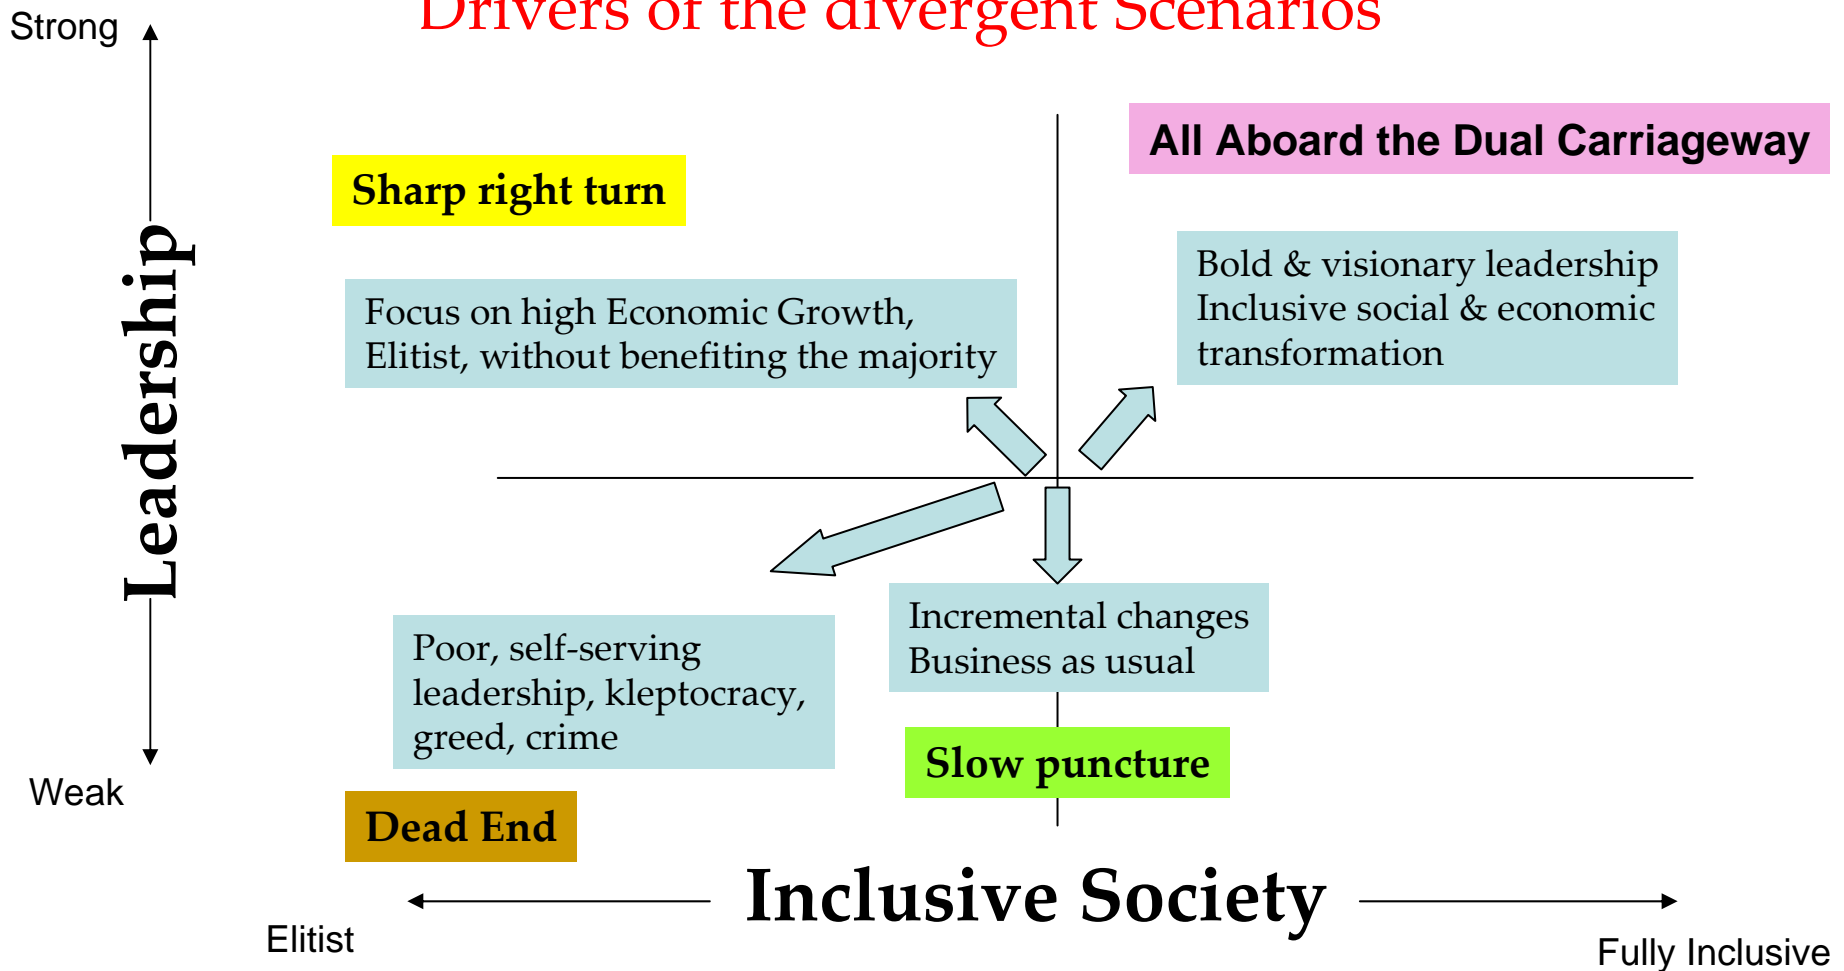 Drivers of the divergent Scenarios
Strong
All Aboard the Dual Carriageway
Sharp right turn
Bold & visionary leadership
Inclusive social & economic
transformation
Focus on high Economic Growth,
Elitist, without benefiting the majority
Leadership
Incremental changes
Business as usual
Poor, self-serving
leadership, kleptocracy,
greed, crime
Slow puncture
Weak
Dead End
Inclusive Society
Elitist
Fully Inclusive